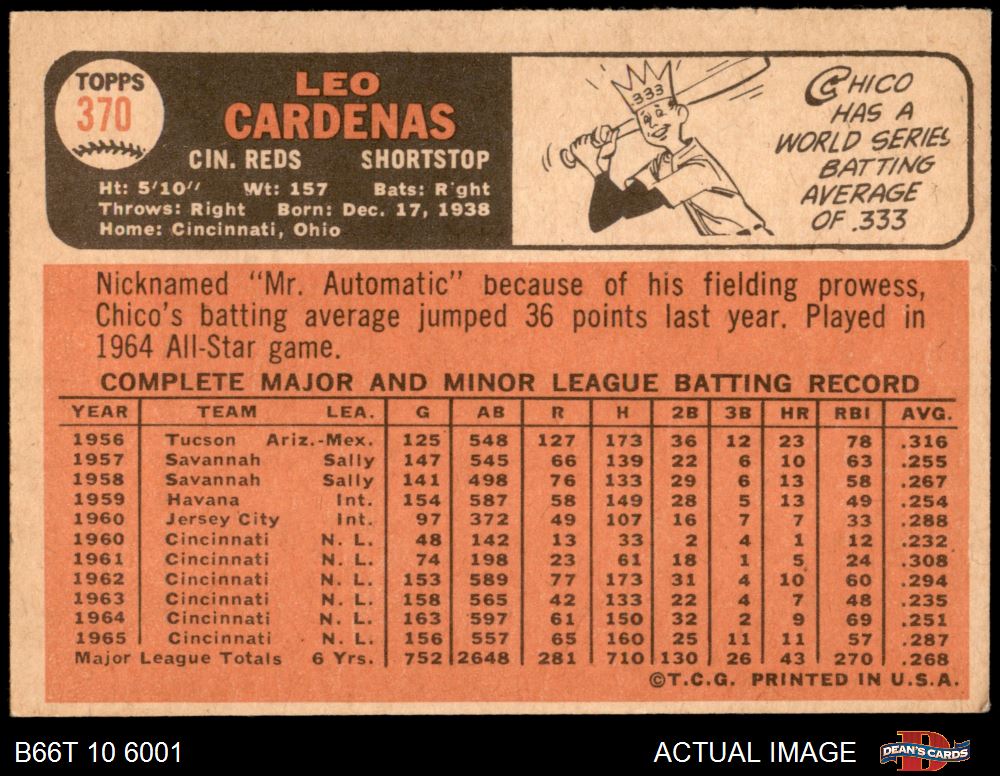 TOPPS
370
LEO
CARDENAS
CIN. REDS SHORTSTOP
Ht: 5'10" Wt: 157 Bats: Right
Throws: Right Born: Dec. 17, 1938
Home: Cincinnati, Ohio
333
CHICO
HAS A
WORLD SERIES
BATTING
AVERAGE
OF .333
Nicknamed "Mr. Automatic" because of his fielding prowess,
Chico's batting average jumped 36 points last year. Played in
1964 All-Star game.
COMPLETE MAJOR AND MINOR LEAGUE BATTING RECORD
YEAR TEAM LEA. G AB R H 2B 3B HR RBI AVG.
1956 Tucson Ariz.-Mex. 125 548 127 173 36 12 23 78 .316
1957 Savannah Sally 147 545 66 139 22 6 10 63 .255
1958 Savannah Sally 141 498 76 133 29 6 13 58 .267
1959 Havana Int. 154 587 58 149 28 5 13 49 .254
1960 Jersey City Int. 97 372 49 107 16 7 7 33 .288
1960 Cincinnati N. L. 48 142 13 33 2 4 1 12 .232
1961 Cincinnati N. L. 74 198 23 61 18 1 5 24 .308
1962 Cincinnati N. L. 153 589 77 173 31 4 10 60 .294
1963 Cincinnati N. L. 158 565 42 133 22 4 7 48 .235
1964 Cincinnati N. L. 163 597 61 150 32 2 9 69 .251
1965 Cincinnati N. L. 156 557 65 160 25 11 11 57 .287
Major League Totals 6 Yrs. 752 2648 281 710 130 26 43 270 .268
©T.C.G. PRINTED IN U.S.A.
B66T 10 6001 ACTUAL IMAGE
DEAN'S CARDS